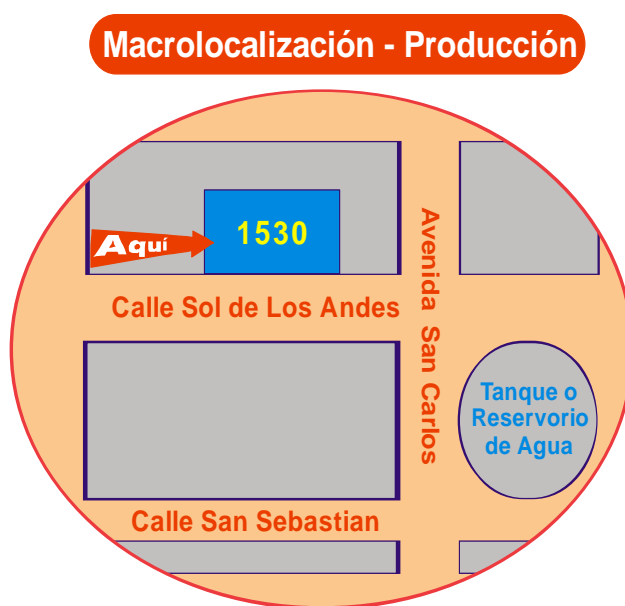 Macrolocalización - Producción
1530
Aquí
Avenida San Carlos
Calle Sol de Los Andes
Tanque o
Reservorio
de Agua
Calle San Sebastian